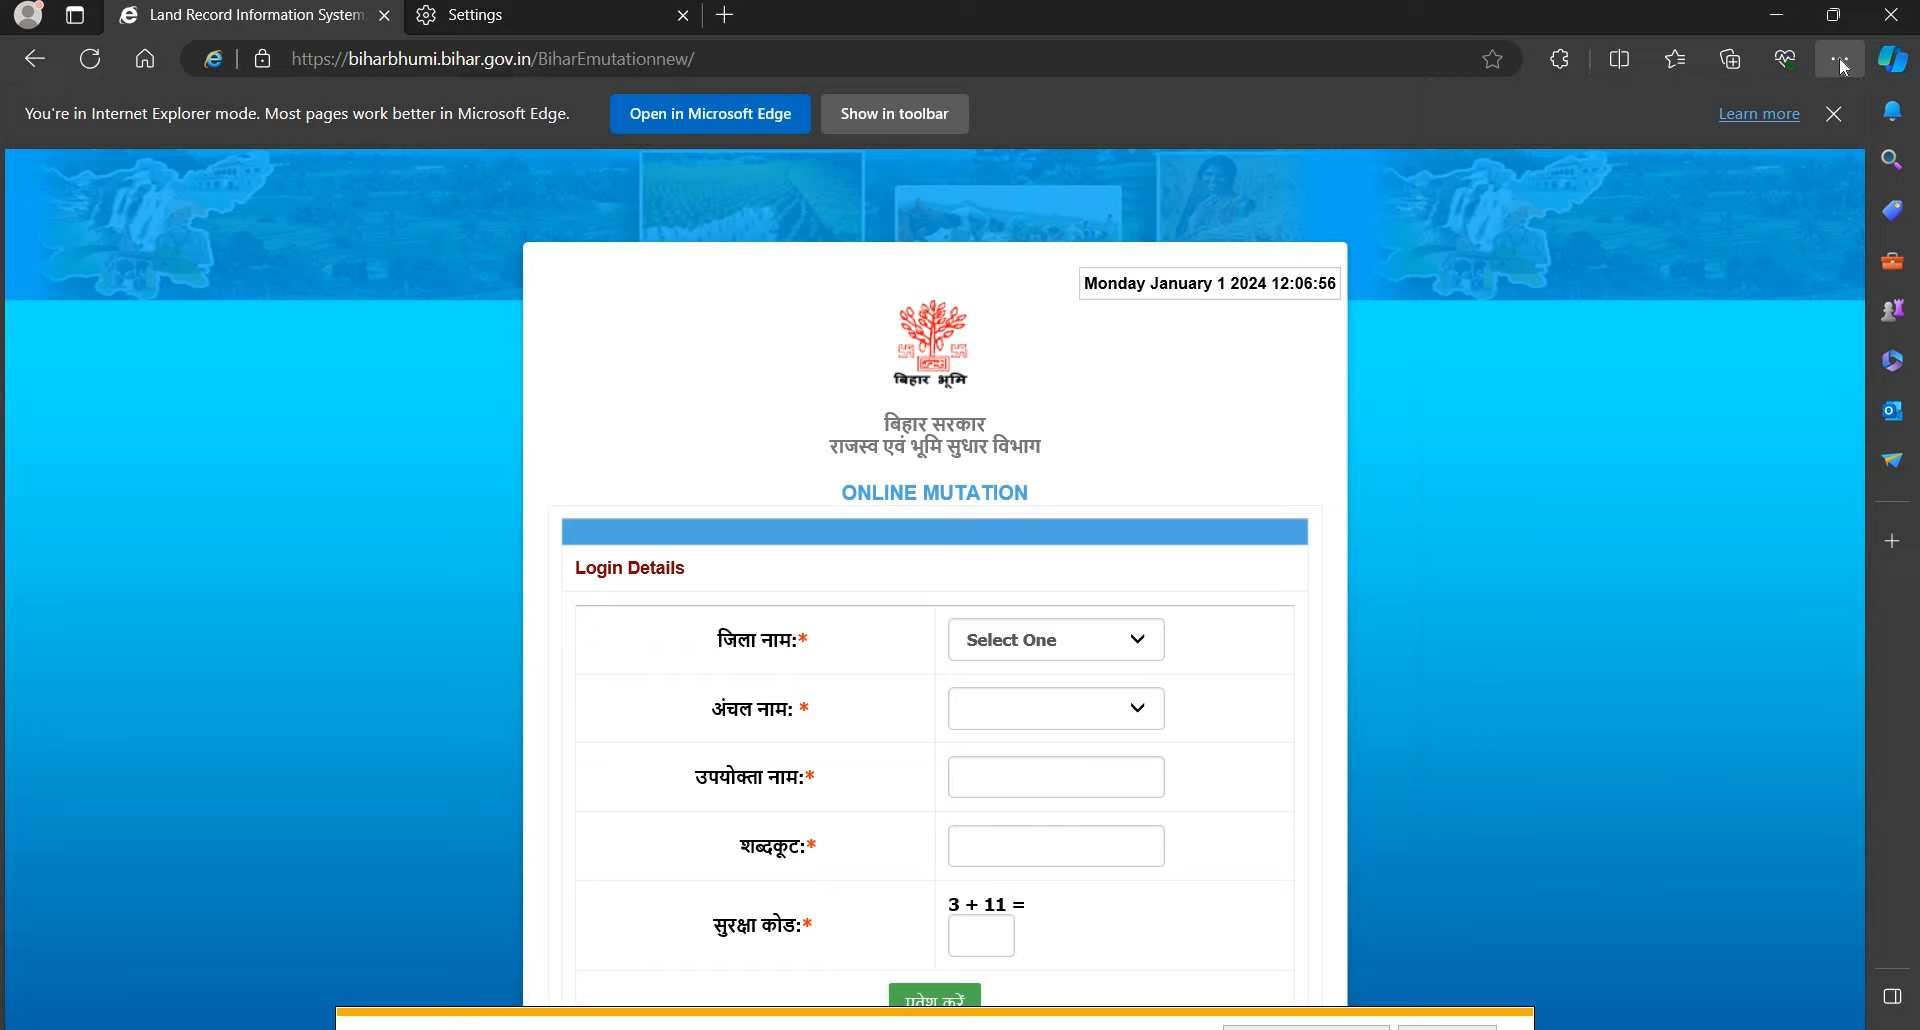 Land Record Information System
Settings
https://biharbhumi.bihar.gov.in/BiharEmutationnew/
You're in Internet Explorer mode. Most pages work better in Microsoft Edge.
Open in Microsoft Edge
Show in toolbar
Learn more
Monday January 1 2024 12:06:56
बिहार भूमि
बिहार सरकार
राजस्व एवं भूमि सुधार विभाग
ONLINE MUTATION
Login Details
जिला नाम:*
Select One
अंचल नाम: *
उपयोक्ता नाम:*
शब्दकूट:*
3 + 11 =
सुरक्षा कोड:*
प्रवेश करें